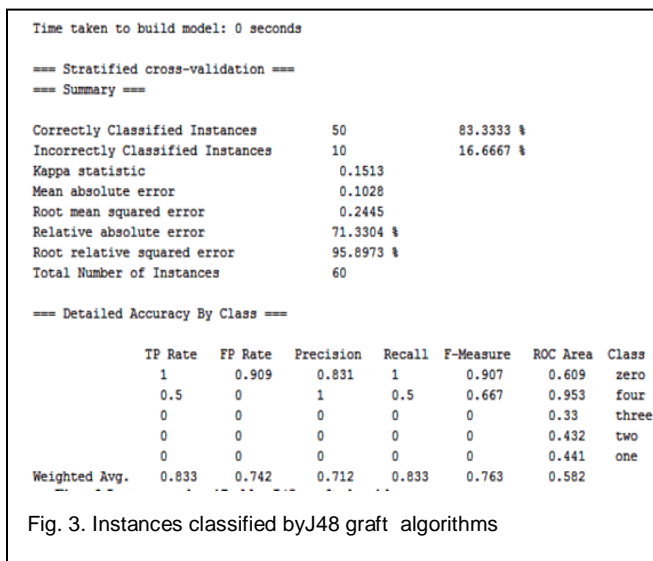 Time taken to build model: 0 seconds
=== Stratified cross-validation ===
=== Summary ===
Correctly Classified Instances 50 83.3333 %
Incorrectly Classified Instances 10 16.6667 %
Kappa statistic 0.1513
Mean absolute error 0.1028
Root mean squared error 0.2445
Relative absolute error 71.3304 %
Root relative squared error 95.8973 %
Total Number of Instances 60
=== Detailed Accuracy By Class ===
TP Rate FP Rate Precision Recall F-Measure ROC Area Class
1 0.909 0.831 1 0.907 0.609 zero
0.5 0 1 0.5 0.667 0.953 four
0 0 0 0 0 0.33 three
0 0 0 0 0 0.432 two
0 0 0 0 0 0.441 one
Weighted Avg. 0.833 0.742 0.712 0.833 0.763 0.582
Fig. 3. Instances classified byJ48 graft algorithms